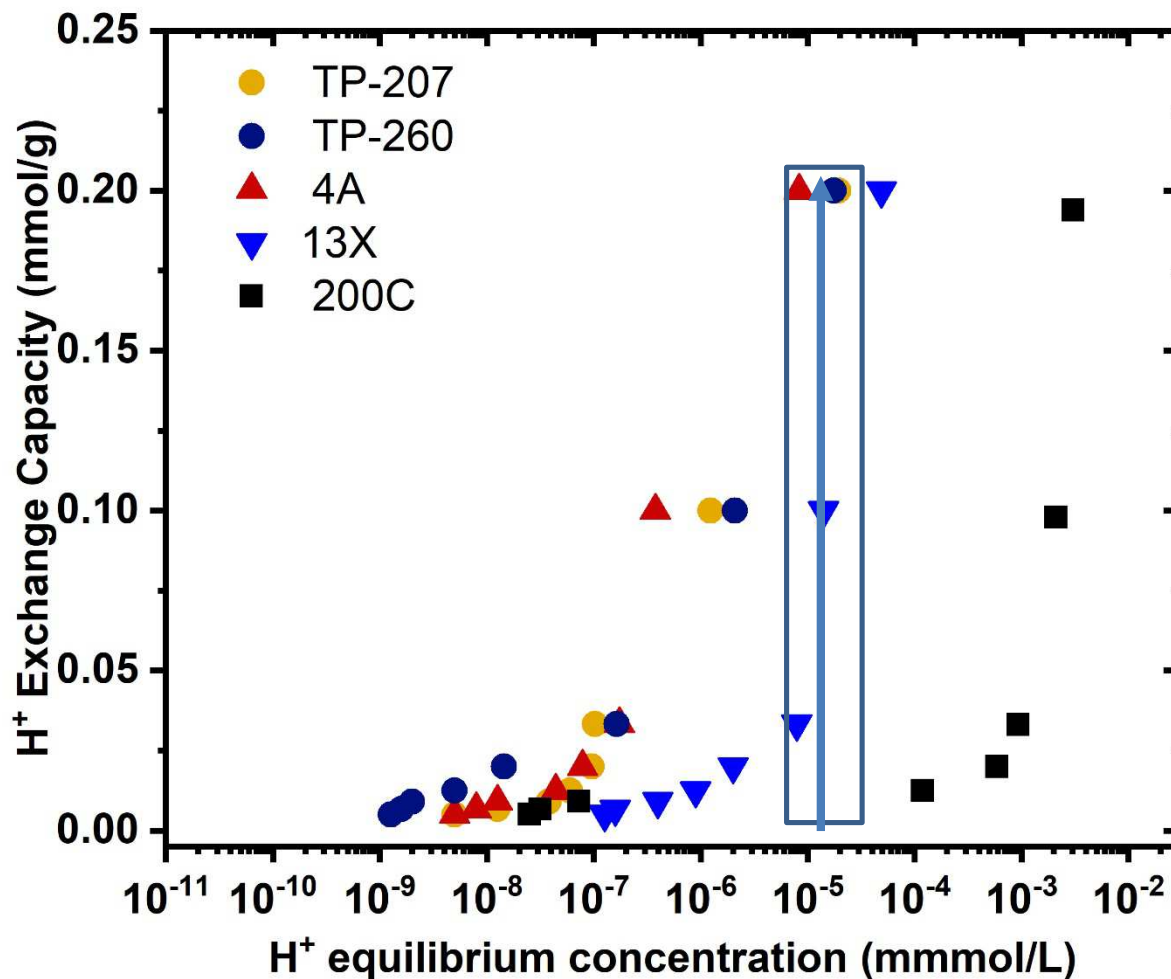 0.25
0.20
0.15
0.10
0.05
0.00
H⁺ Exchange Capacity (mmol/g)
TP-207
TP-260
4A
13X
200C
10⁻¹¹ 10⁻¹⁰ 10⁻⁹ 10⁻⁸ 10⁻⁷ 10⁻⁶ 10⁻⁵ 10⁻⁴ 10⁻³ 10⁻²
H⁺ equilibrium concentration (mmmol/L)